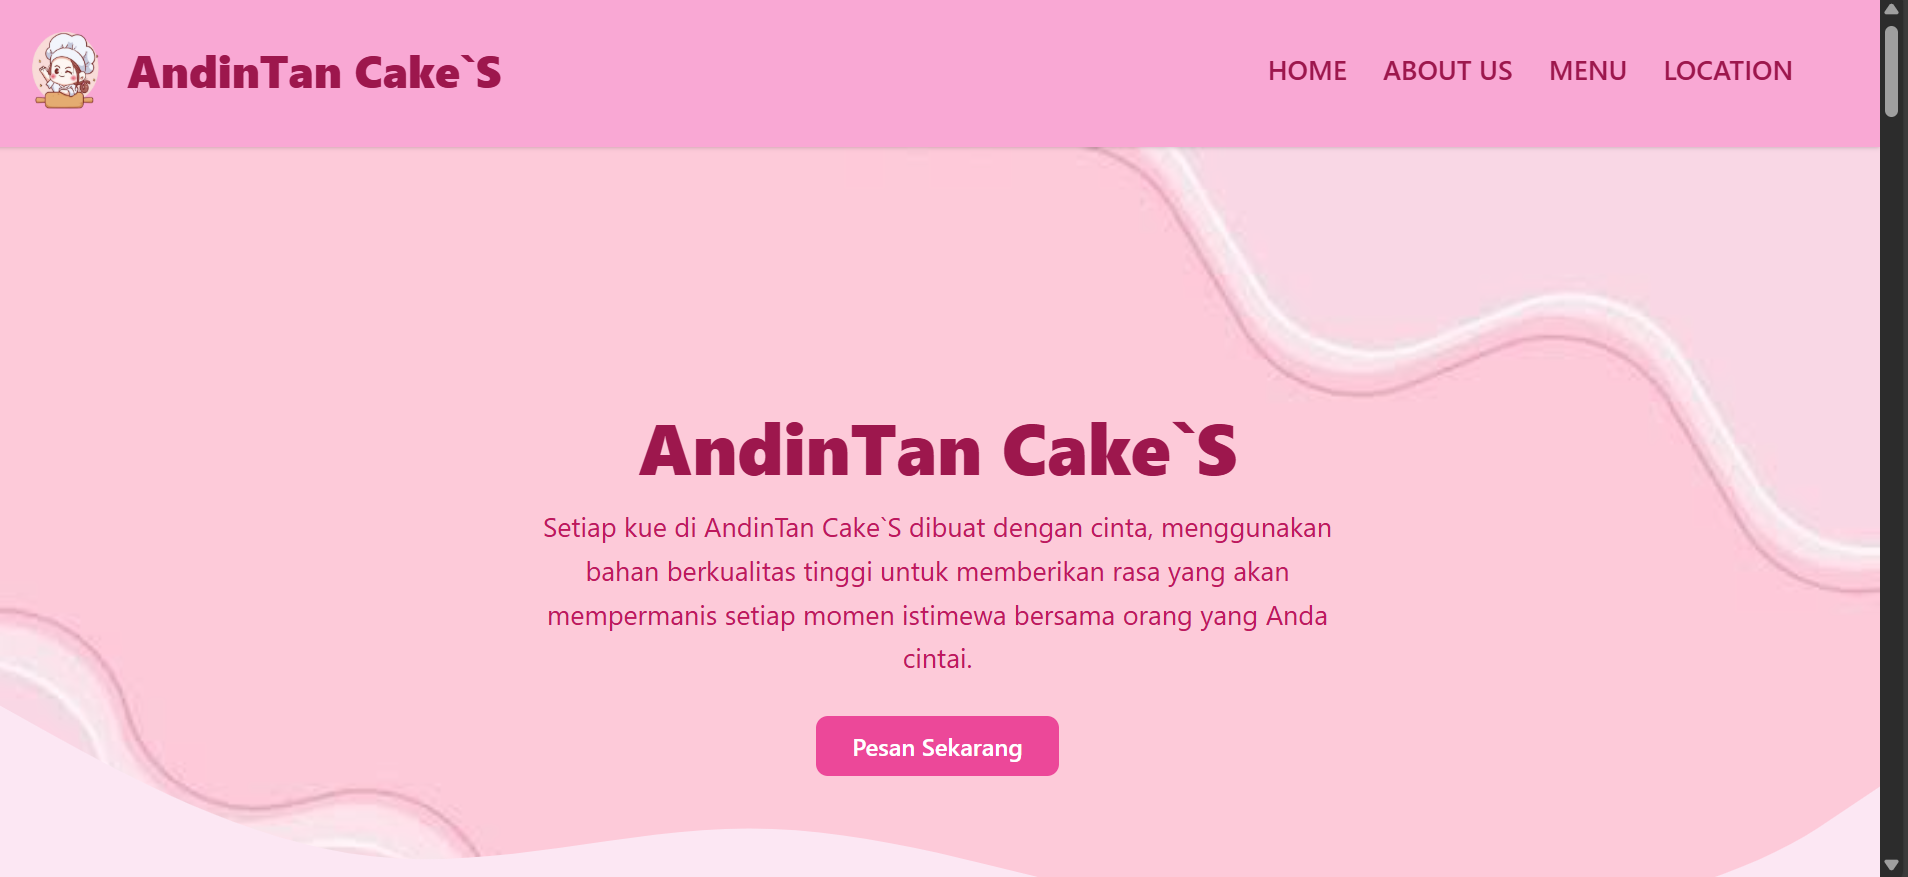 AndinTan Cake`S
HOME ABOUT US MENU LOCATION
AndinTan Cake`S
Setiap kue di AndinTan Cake`S dibuat dengan cinta, menggunakan
bahan berkualitas tinggi untuk memberikan rasa yang akan
mempermanis setiap momen istimewa bersama orang yang Anda
cintai.
Pesan Sekarang